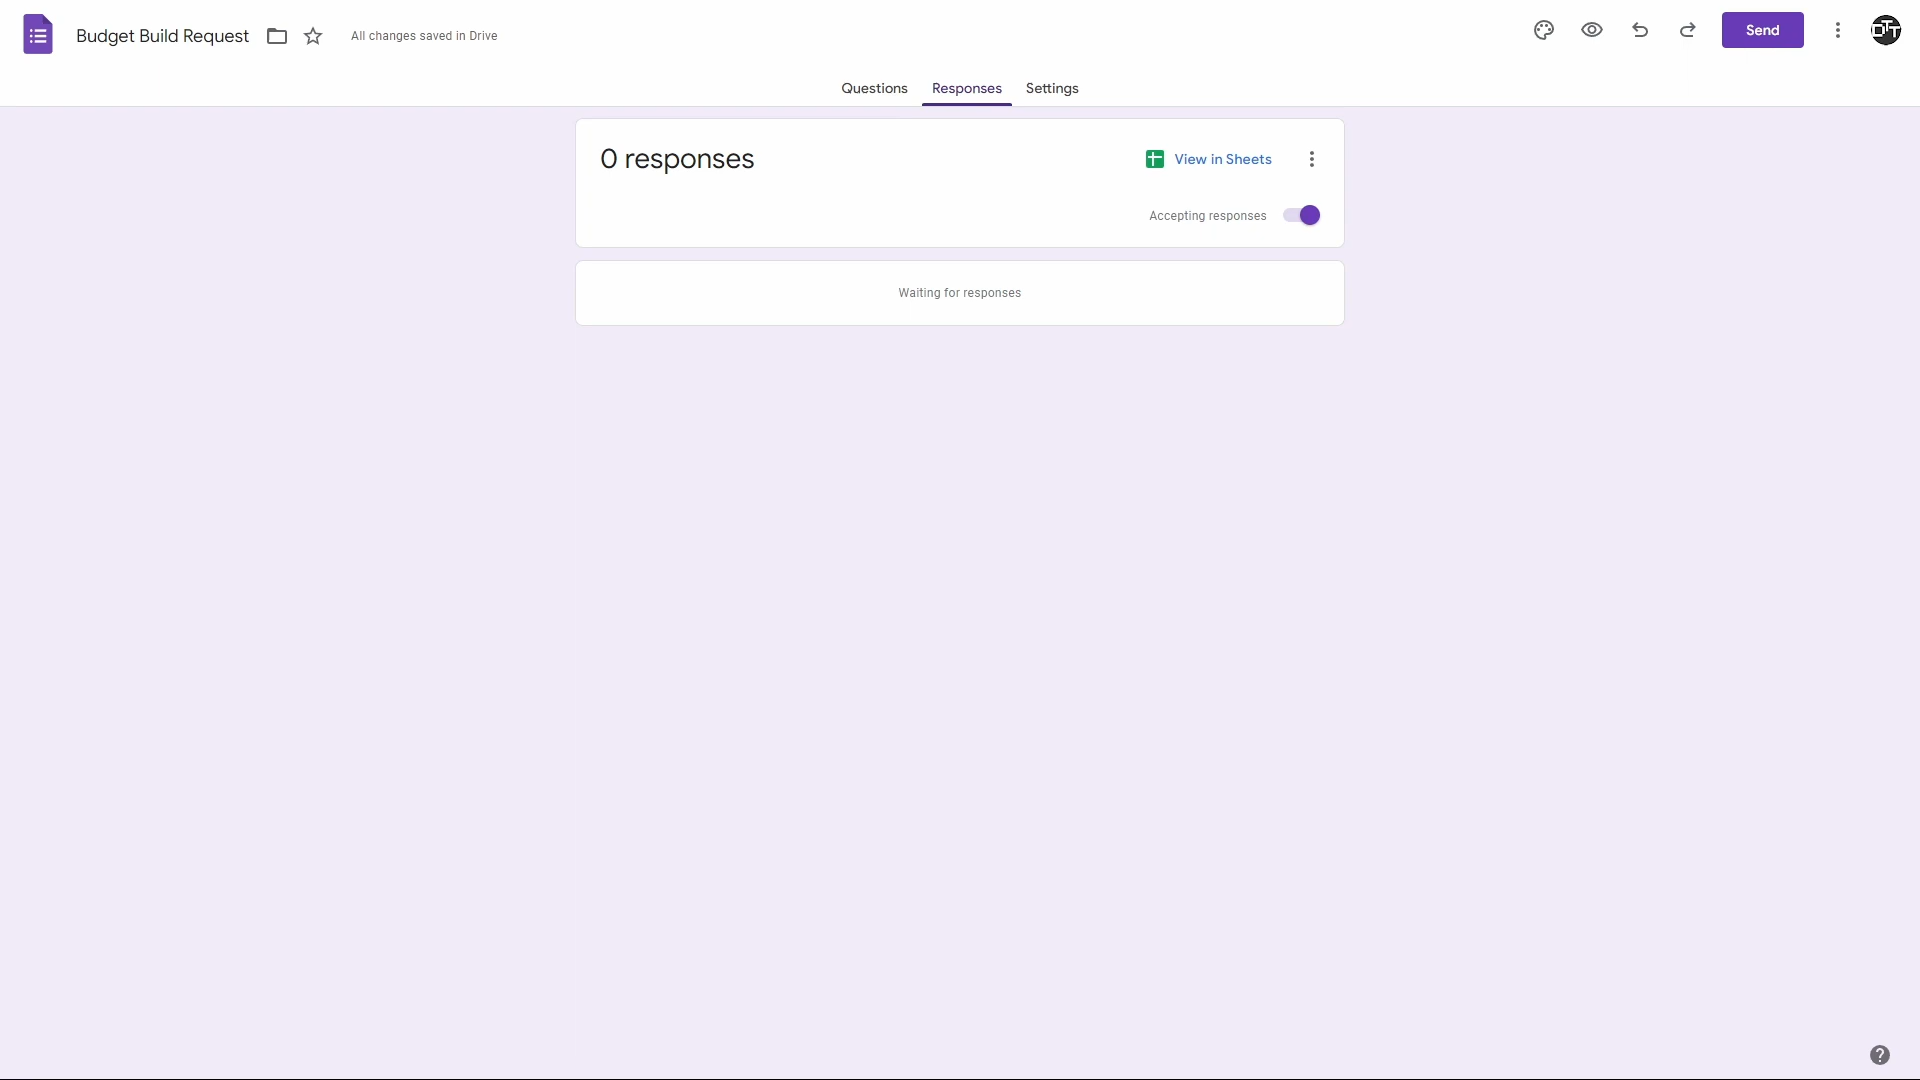 Budget Build Request
All changes saved in Drive
Send
DTT
Questions Responses Settings
0 responses
View in Sheets
Accepting responses
Waiting for responses
?